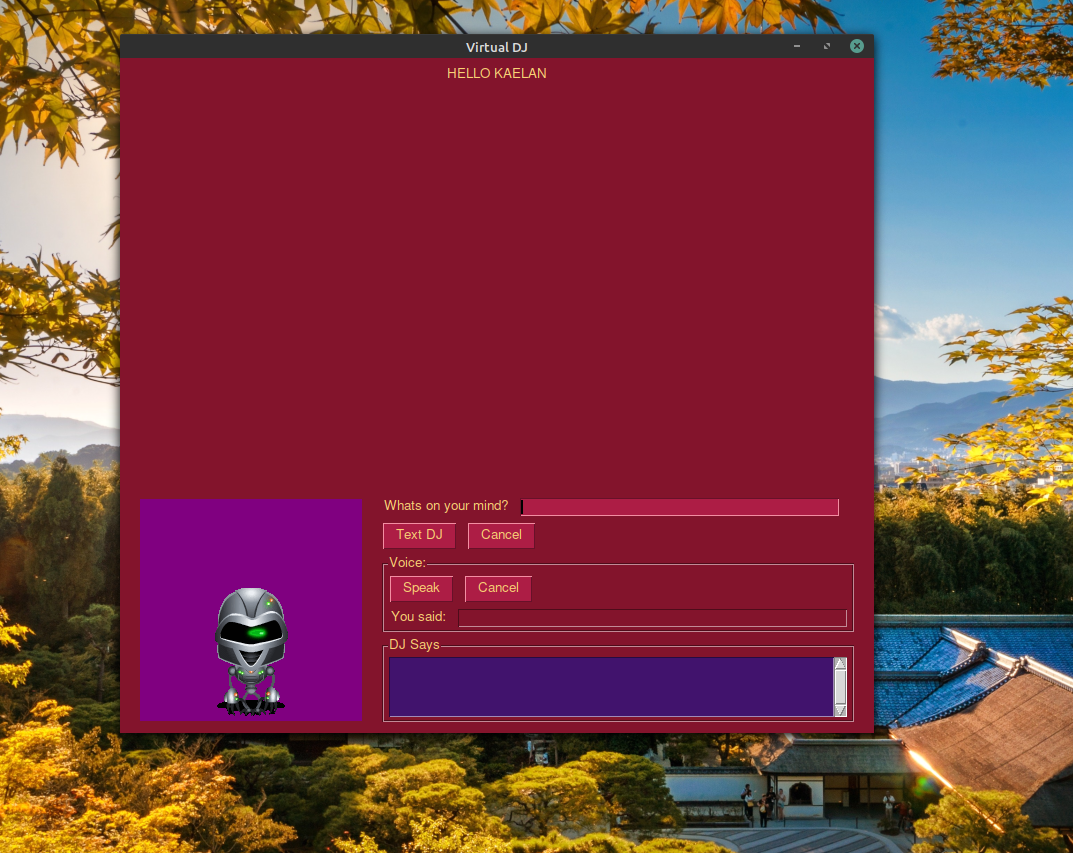 Virtual DJ
HELLO KAELAN
Whats on your mind?
Text DJ Cancel
Voice:
Speak Cancel
You said:
DJ Says